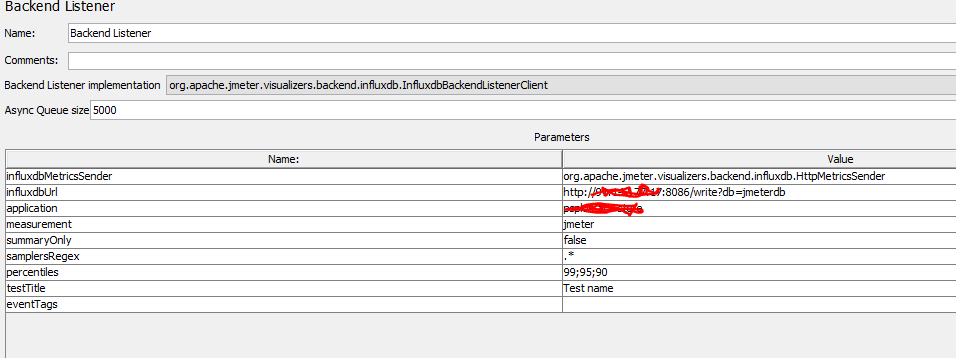 Backend Listener
Name: Backend Listener
Comments:
Backend Listener implementation org.apache.jmeter.visualizers.backend.influxdb.InfluxdbBackendListenerClient
Async Queue size 5000
Parameters
Name: Value
influxdbMetricsSender org.apache.jmeter.visualizers.backend.influxdb.HttpMetricsSender
influxdbUrl http:// :8086/write?db=jmeterdb
application
measurement jmeter
summaryOnly false
samplersRegex .*
percentiles 99;95;90
testTitle Test name
eventTags